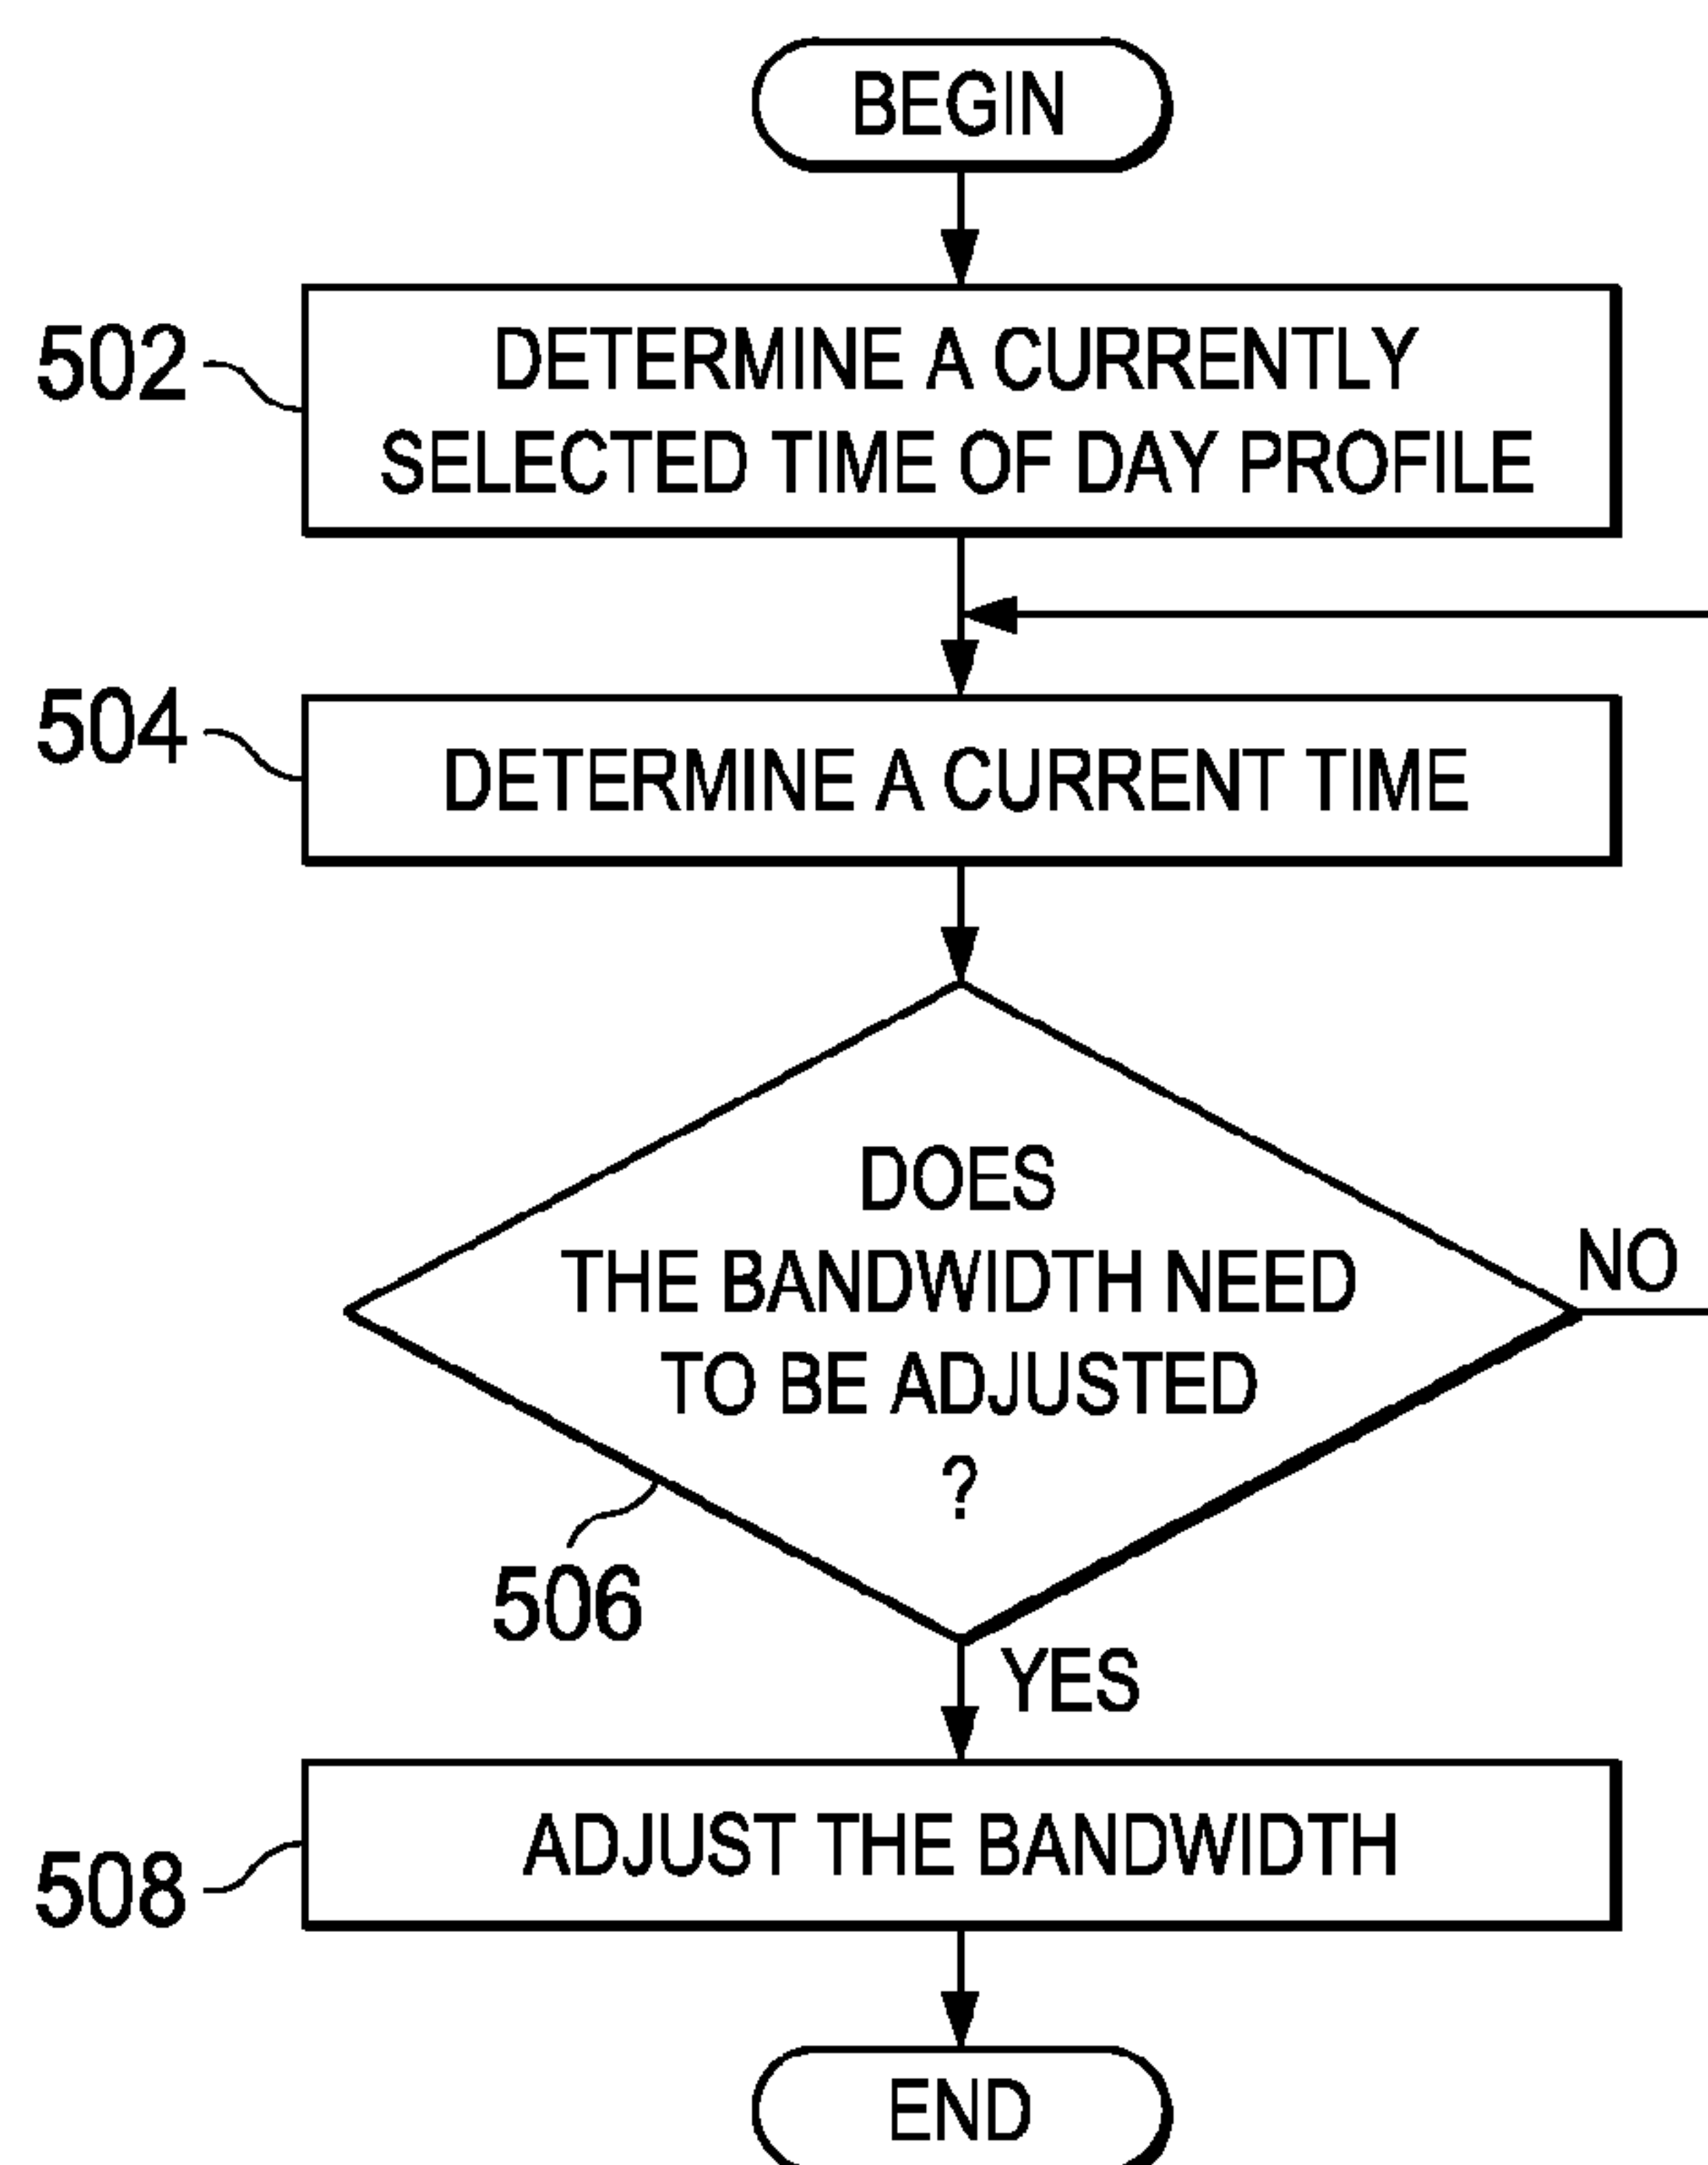 BEGIN
502
DETERMINE A CURRENTLY
SELECTED TIME OF DAY PROFILE
504
DETERMINE A CURRENT TIME
DOES
THE BANDWIDTH NEED
TO BE ADJUSTED
?
NO
506
YES
508
ADJUST THE BANDWIDTH
END